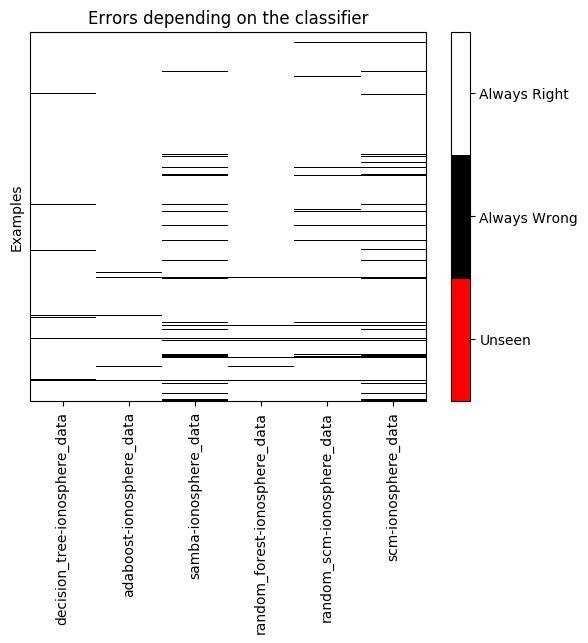 Errors depending on the classifier
Examples
Always Right
Always Wrong
Unseen
decision_tree-ionosphere_data
adaboost-ionosphere_data
samba-ionosphere_data
random_forest-ionosphere_data
random_scm-ionosphere_data
scm-ionosphere_data